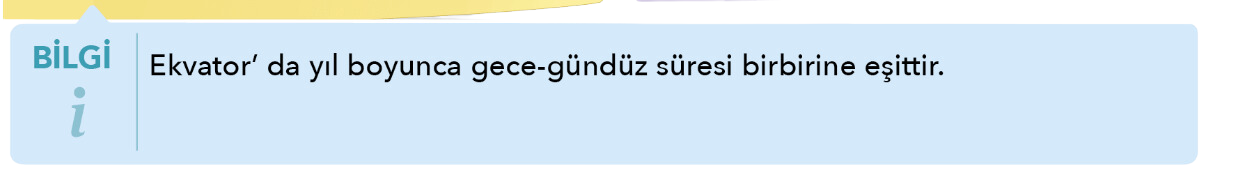 BİLGİ
i
Ekvator’ da yıl boyunca gece-gündüz süresi birbirine eşittir.